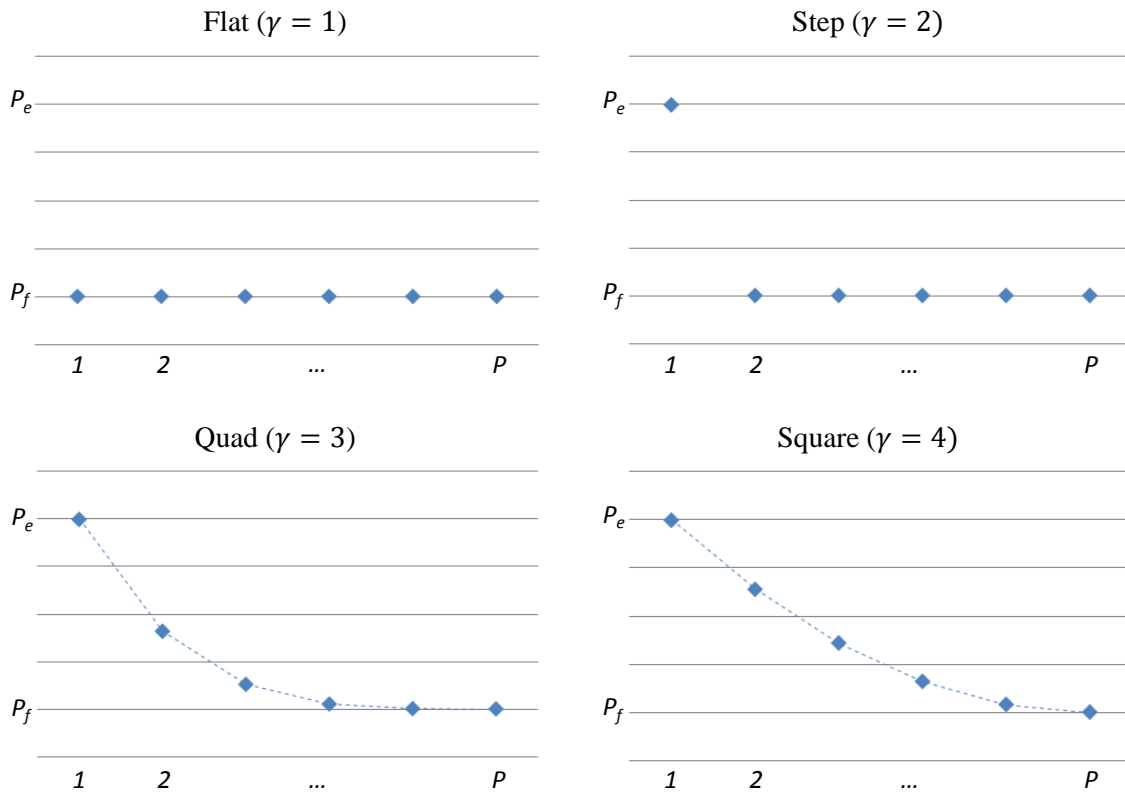 Flat (γ = 1)
P_e
P_f
1 2 ... P
Step (γ = 2)
P_e
P_f
1 2 ... P
Quad (γ = 3)
P_e
P_f
1 2 ... P
Square (γ = 4)
P_e
P_f
1 2 ... P